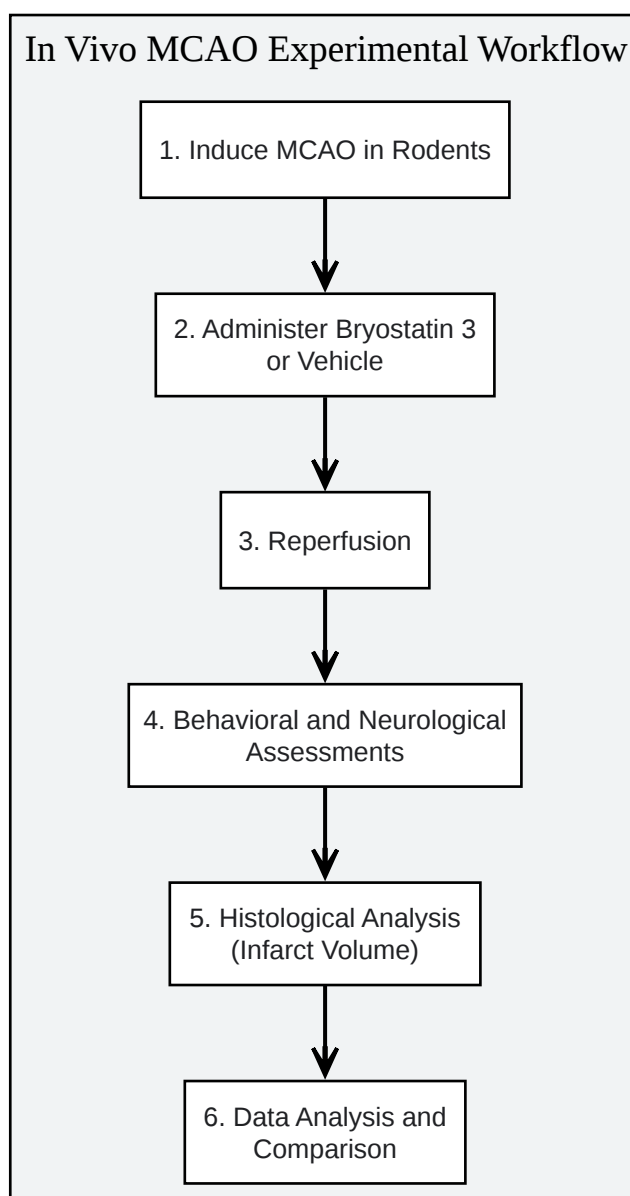 In Vivo MCAO Experimental Workflow
1. Induce MCAO in Rodents
2. Administer Bryostatin 3
or Vehicle
3. Reperfusion
4. Behavioral and Neurological
Assessments
5. Histological Analysis
(Infarct Volume)
6. Data Analysis and
Comparison